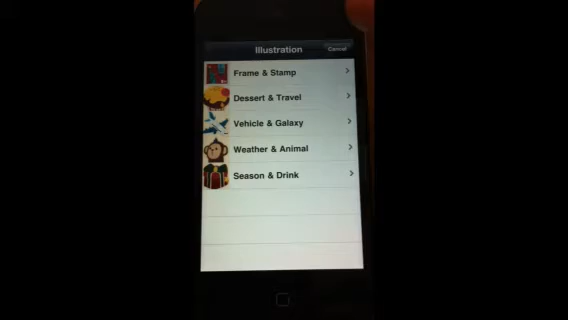 Illustration
Cancel
Frame & Stamp
Dessert & Travel
Vehicle & Galaxy
Weather & Animal
Season & Drink